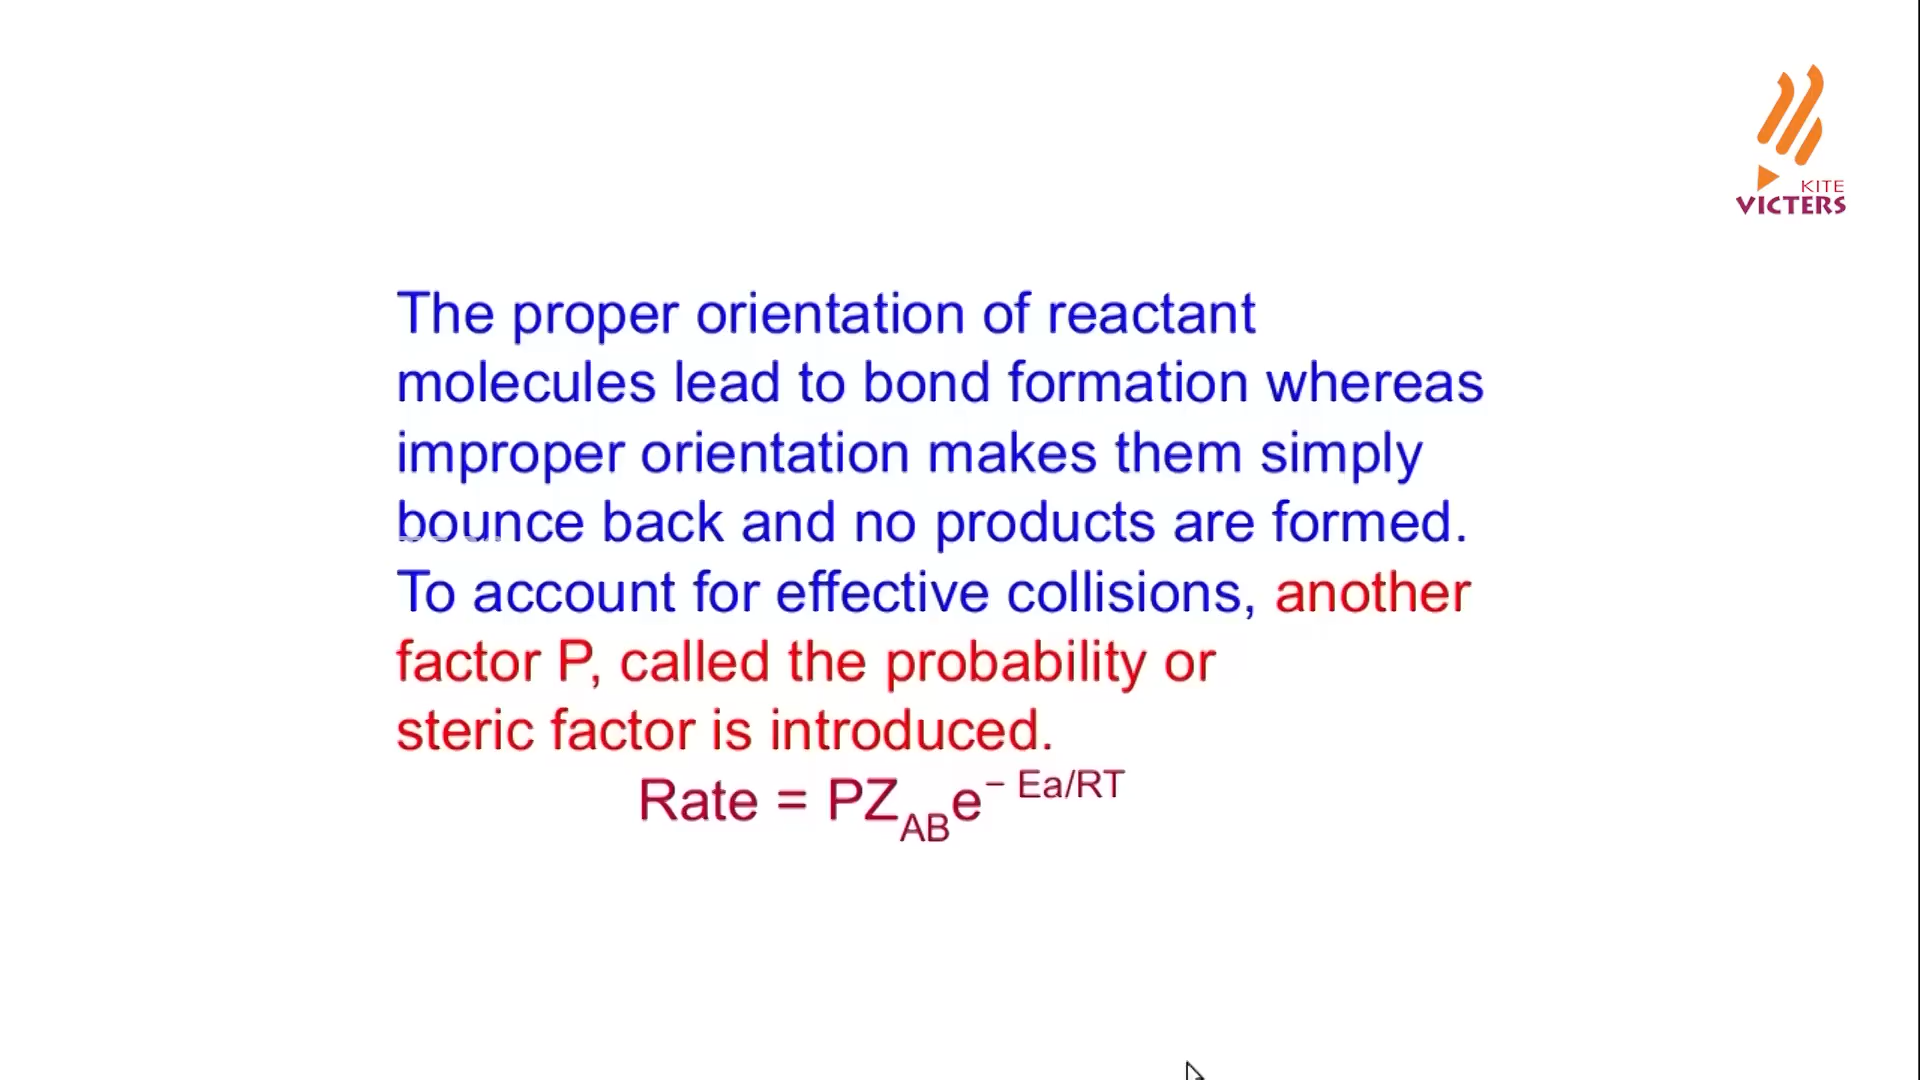 KITE
VICTERS
The proper orientation of reactant
molecules lead to bond formation whereas
improper orientation makes them simply
bounce back and no products are formed.
To account for effective collisions, another
factor P, called the probability or
steric factor is introduced.
Rate = PZ_AB e^– Ea/RT